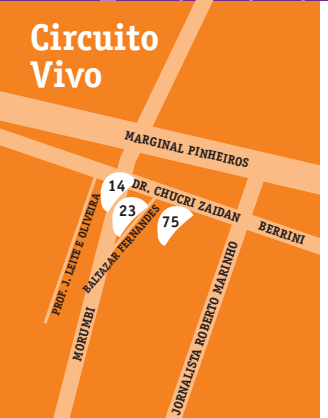 Circuito
Vivo
MARGINAL PINHEIROS
14
DR. CHUCRI ZAIDAN
23
75
BERRINI
PROF. J. LEITE E OLIVEIRA
BALTAZAR FERNANDES
MORUMBI
JORNALISTA ROBERTO MARINHO